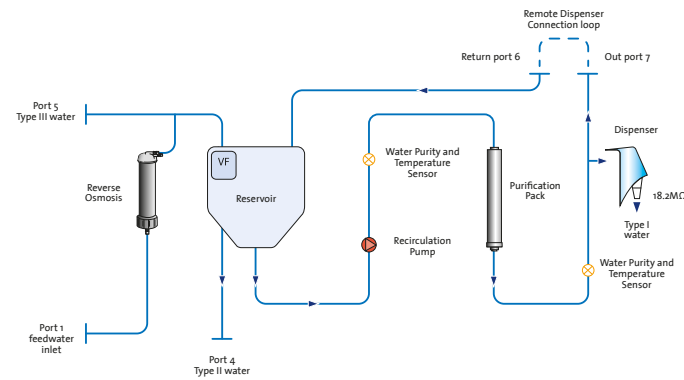 Remote Dispenser
Connection loop
Return port 6
Out port 7
Port 5
Type III water
Dispenser
VF
Water Purity and
Temperature
Sensor
Reverse
Osmosis
Reservoir
Purification
Pack
18.2MΩ
Type I
water
Recirculation
Pump
Water Purity and
Temperature
Sensor
Port 1
feedwater
inlet
Port 4
Type II water